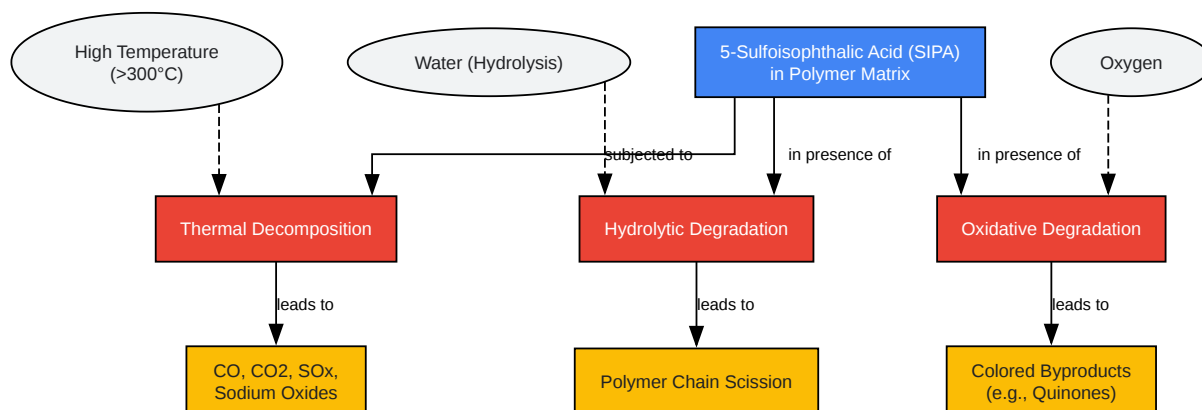 High Temperature
(>300°C)
Water (Hydrolysis)
5-Sulfoisophthalic Acid (SIPA)
in Polymer Matrix
Oxygen
subjected to
in presence of
in presence of
Thermal Decomposition
Hydrolytic Degradation
Oxidative Degradation
leads to
leads to
leads to
CO, CO2, SOx,
Sodium Oxides
Polymer Chain Scission
Colored Byproducts
(e.g., Quinones)